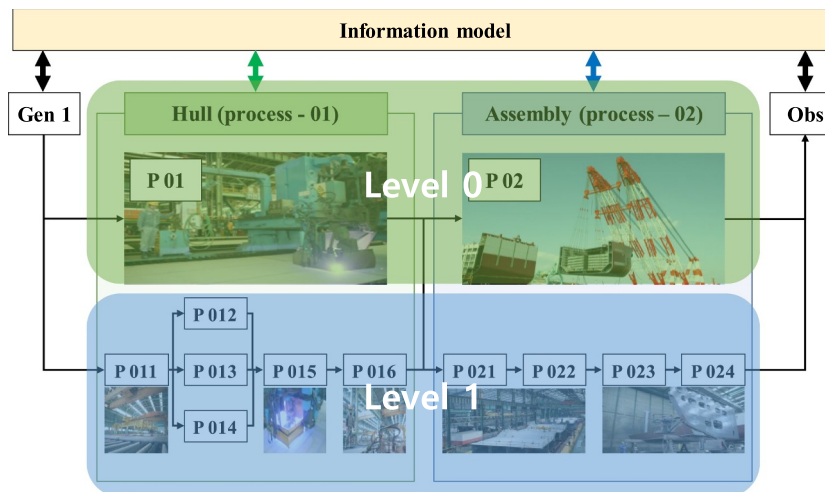 Information model
Gen 1
Hull (process - 01)
Assembly (process – 02)
Obs
P 01
Level 0
P 02
P 012
P 011
P 013
P 015
P 016
P 021
P 022
P 023
P 024
Level 1
P 014